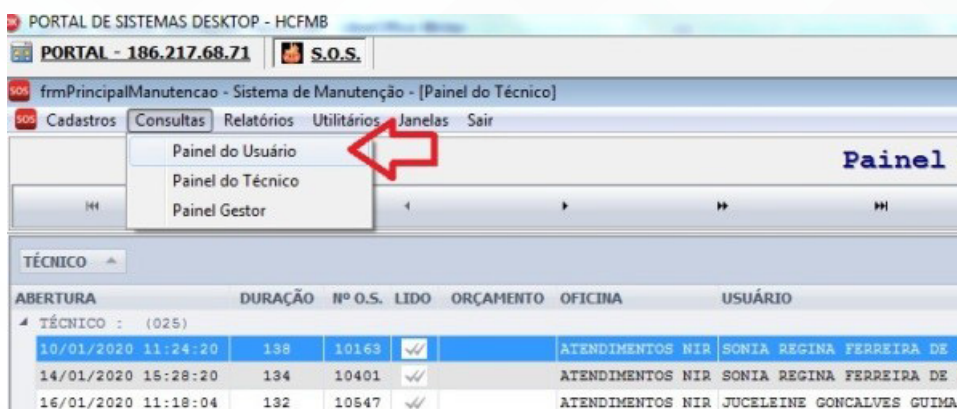 PORTAL DE SISTEMAS DESKTOP - HCFMB
PORTAL - 186.217.68.71 S.O.S.
SOS frmPrincipalManutencao - Sistema de Manutenção - [Painel do Técnico]
SOS Cadastros Consultas Relatórios Utilitários Janelas Sair
Painel do Usuário
Painel do Técnico
Painel Gestor
Painel
TÉCNICO
ABERTURA DURAÇÃO Nº O.S. LIDO ORÇAMENTO OFICINA USUÁRIO
TÉCNICO : (025)
10/01/2020 11:24:20 138 10163 ATENDIMENTOS NIR SONIA REGINA FERREIRA DE
14/01/2020 15:28:20 134 10401 ATENDIMENTOS NIR SONIA REGINA FERREIRA DE
16/01/2020 11:18:04 132 10547 ATENDIMENTOS NIR JUCELEINE GONCALVES GUIMA